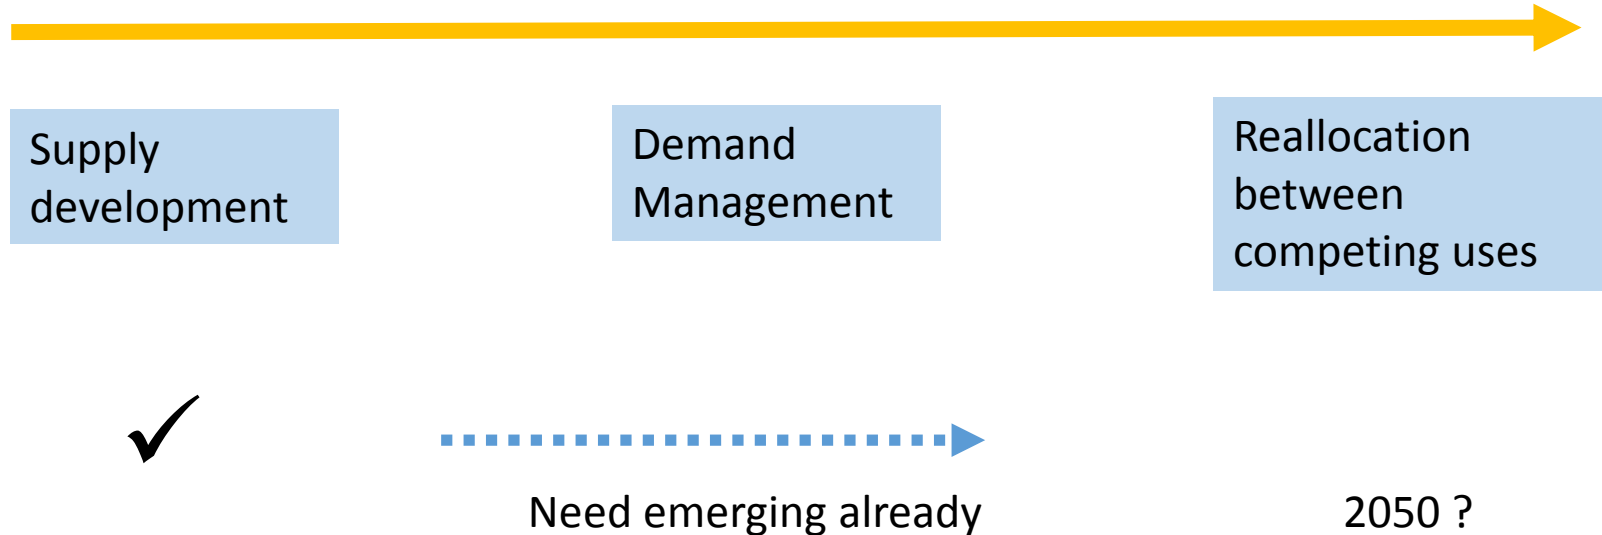 Supply
development
Demand
Management
Reallocation
between
competing uses
Need emerging already
2050 ?